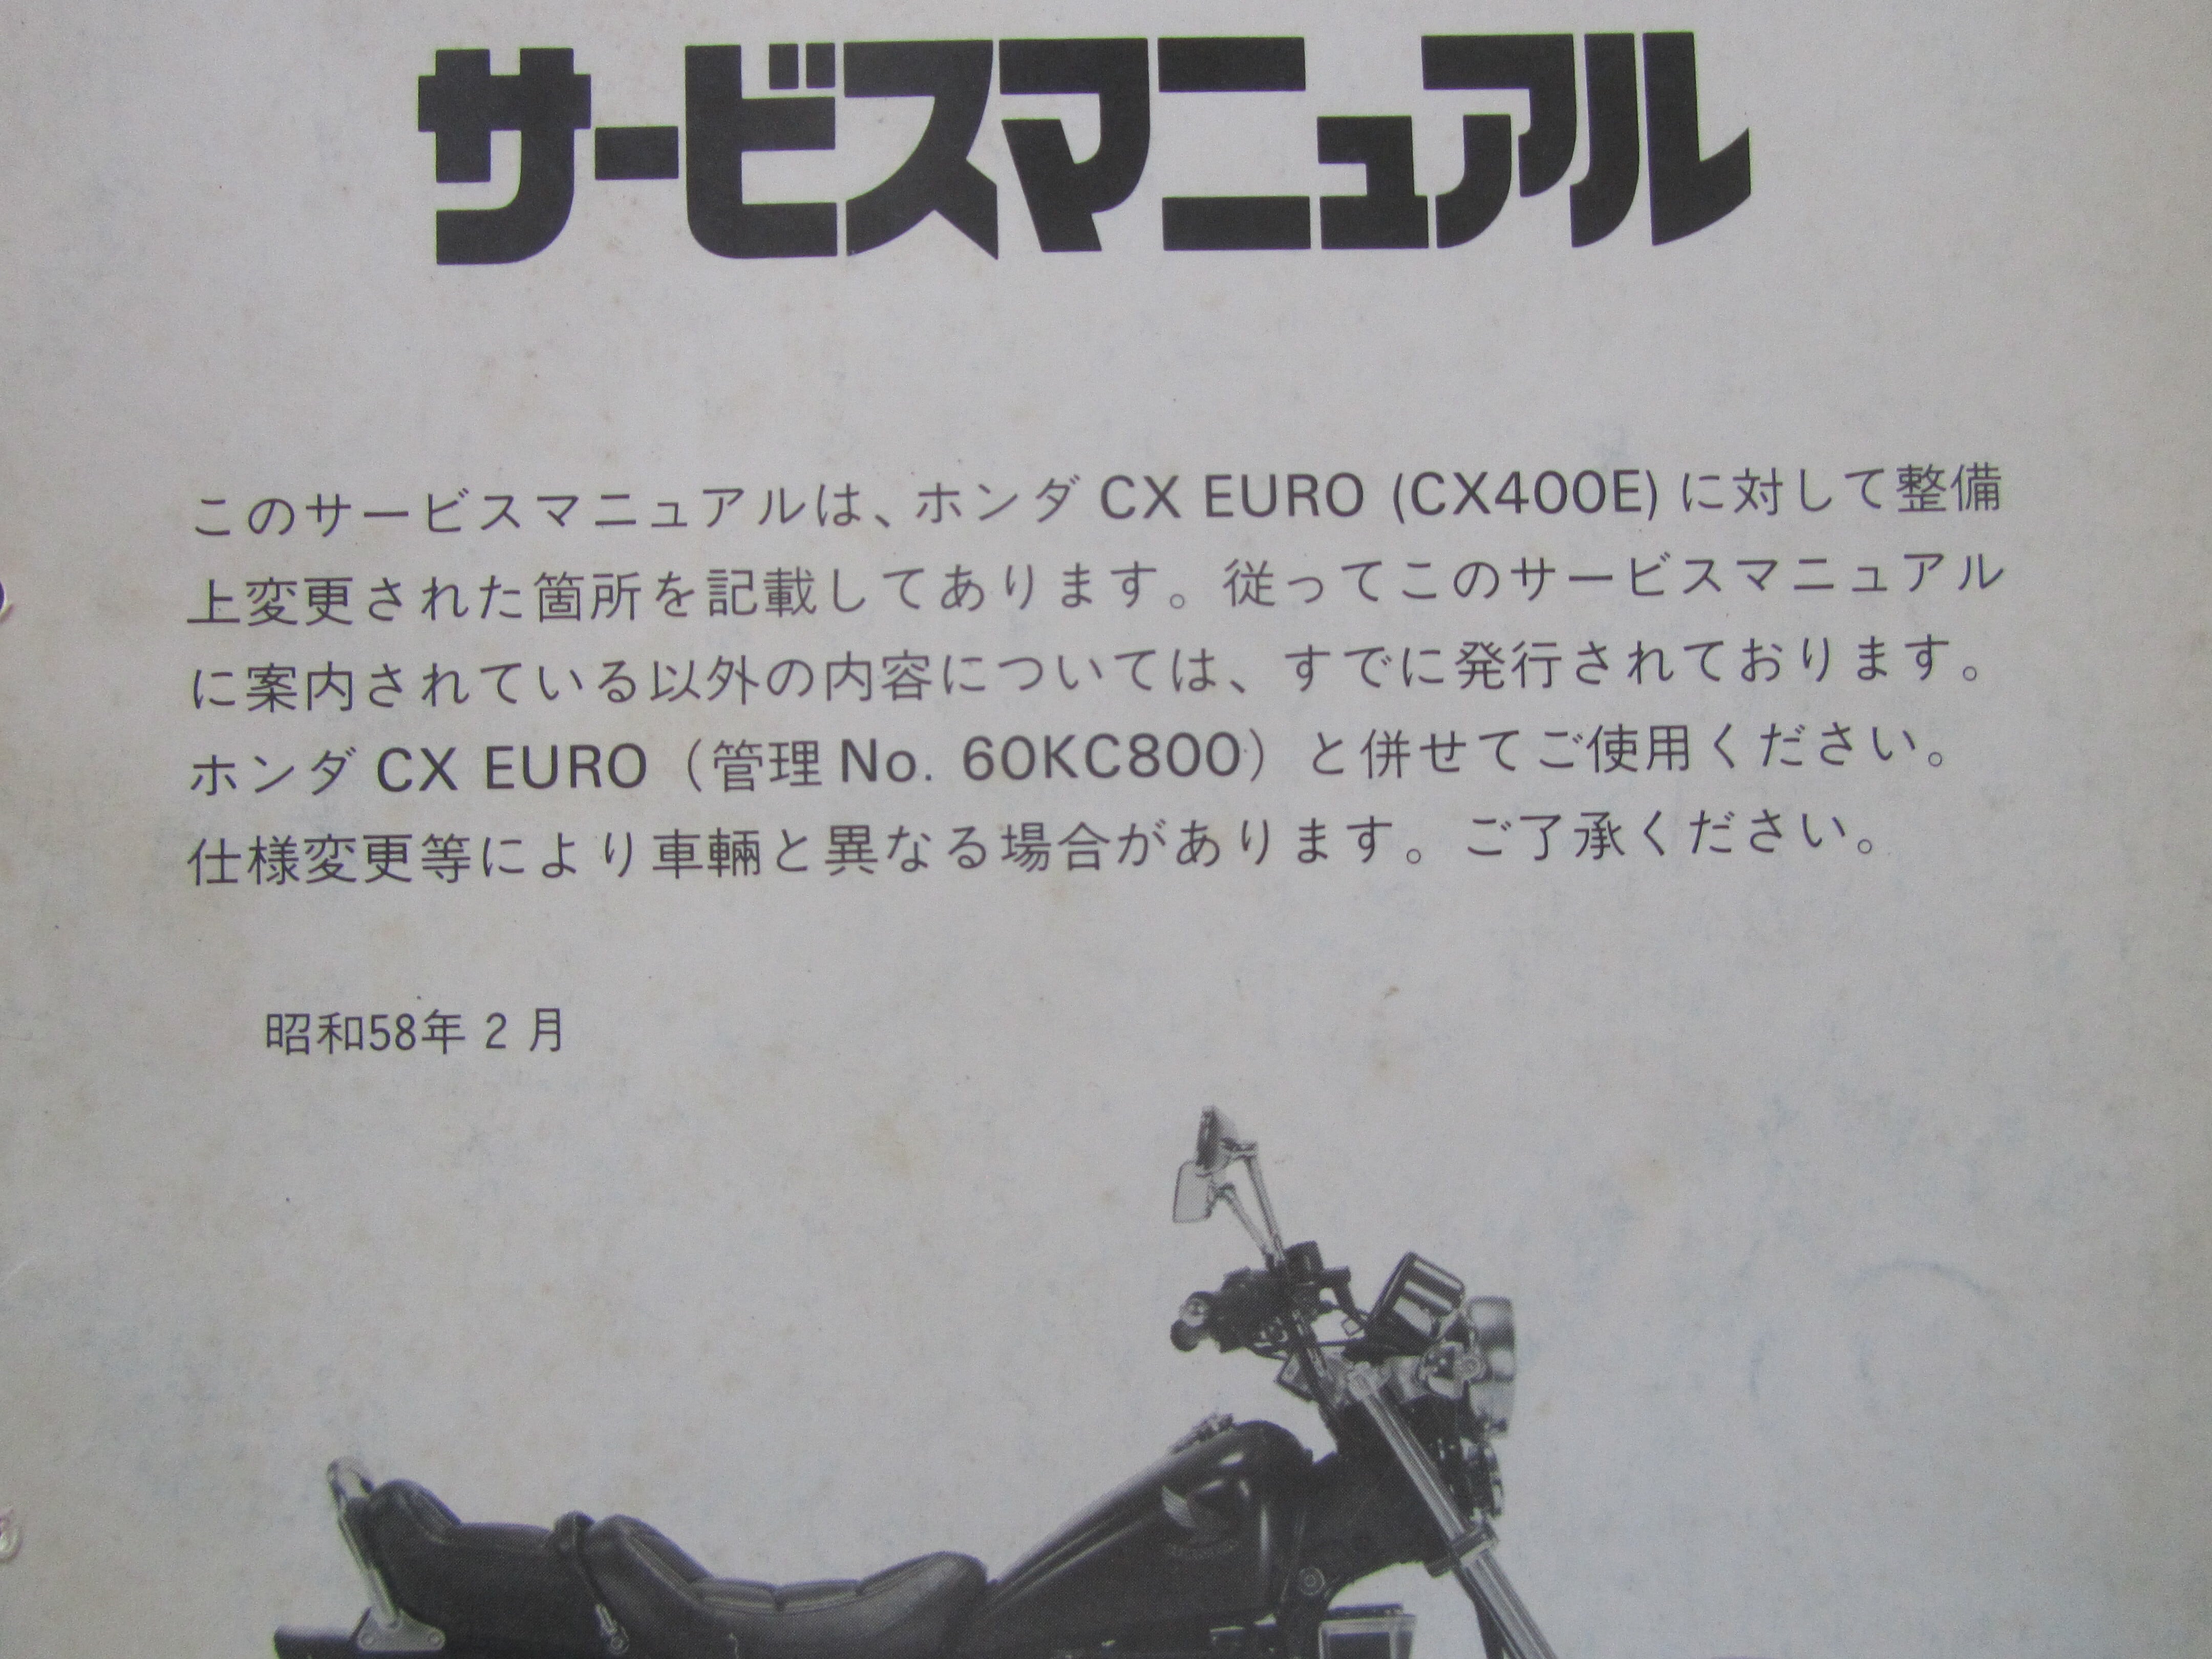 サービスマニュアル
このサービスマニュアルは、ホンダ CX EURO (CX400E) に対して整備
上変更された箇所を記載してあります。従ってこのサービスマニュアル
に案内されている以外の内容については、すでに発行されております。
ホンダ CX EURO（管理 No. 60KC800）と併せてご使用ください。
仕様変更等により車輛と異なる場合があります。ご了承ください。
昭和58年 2 月